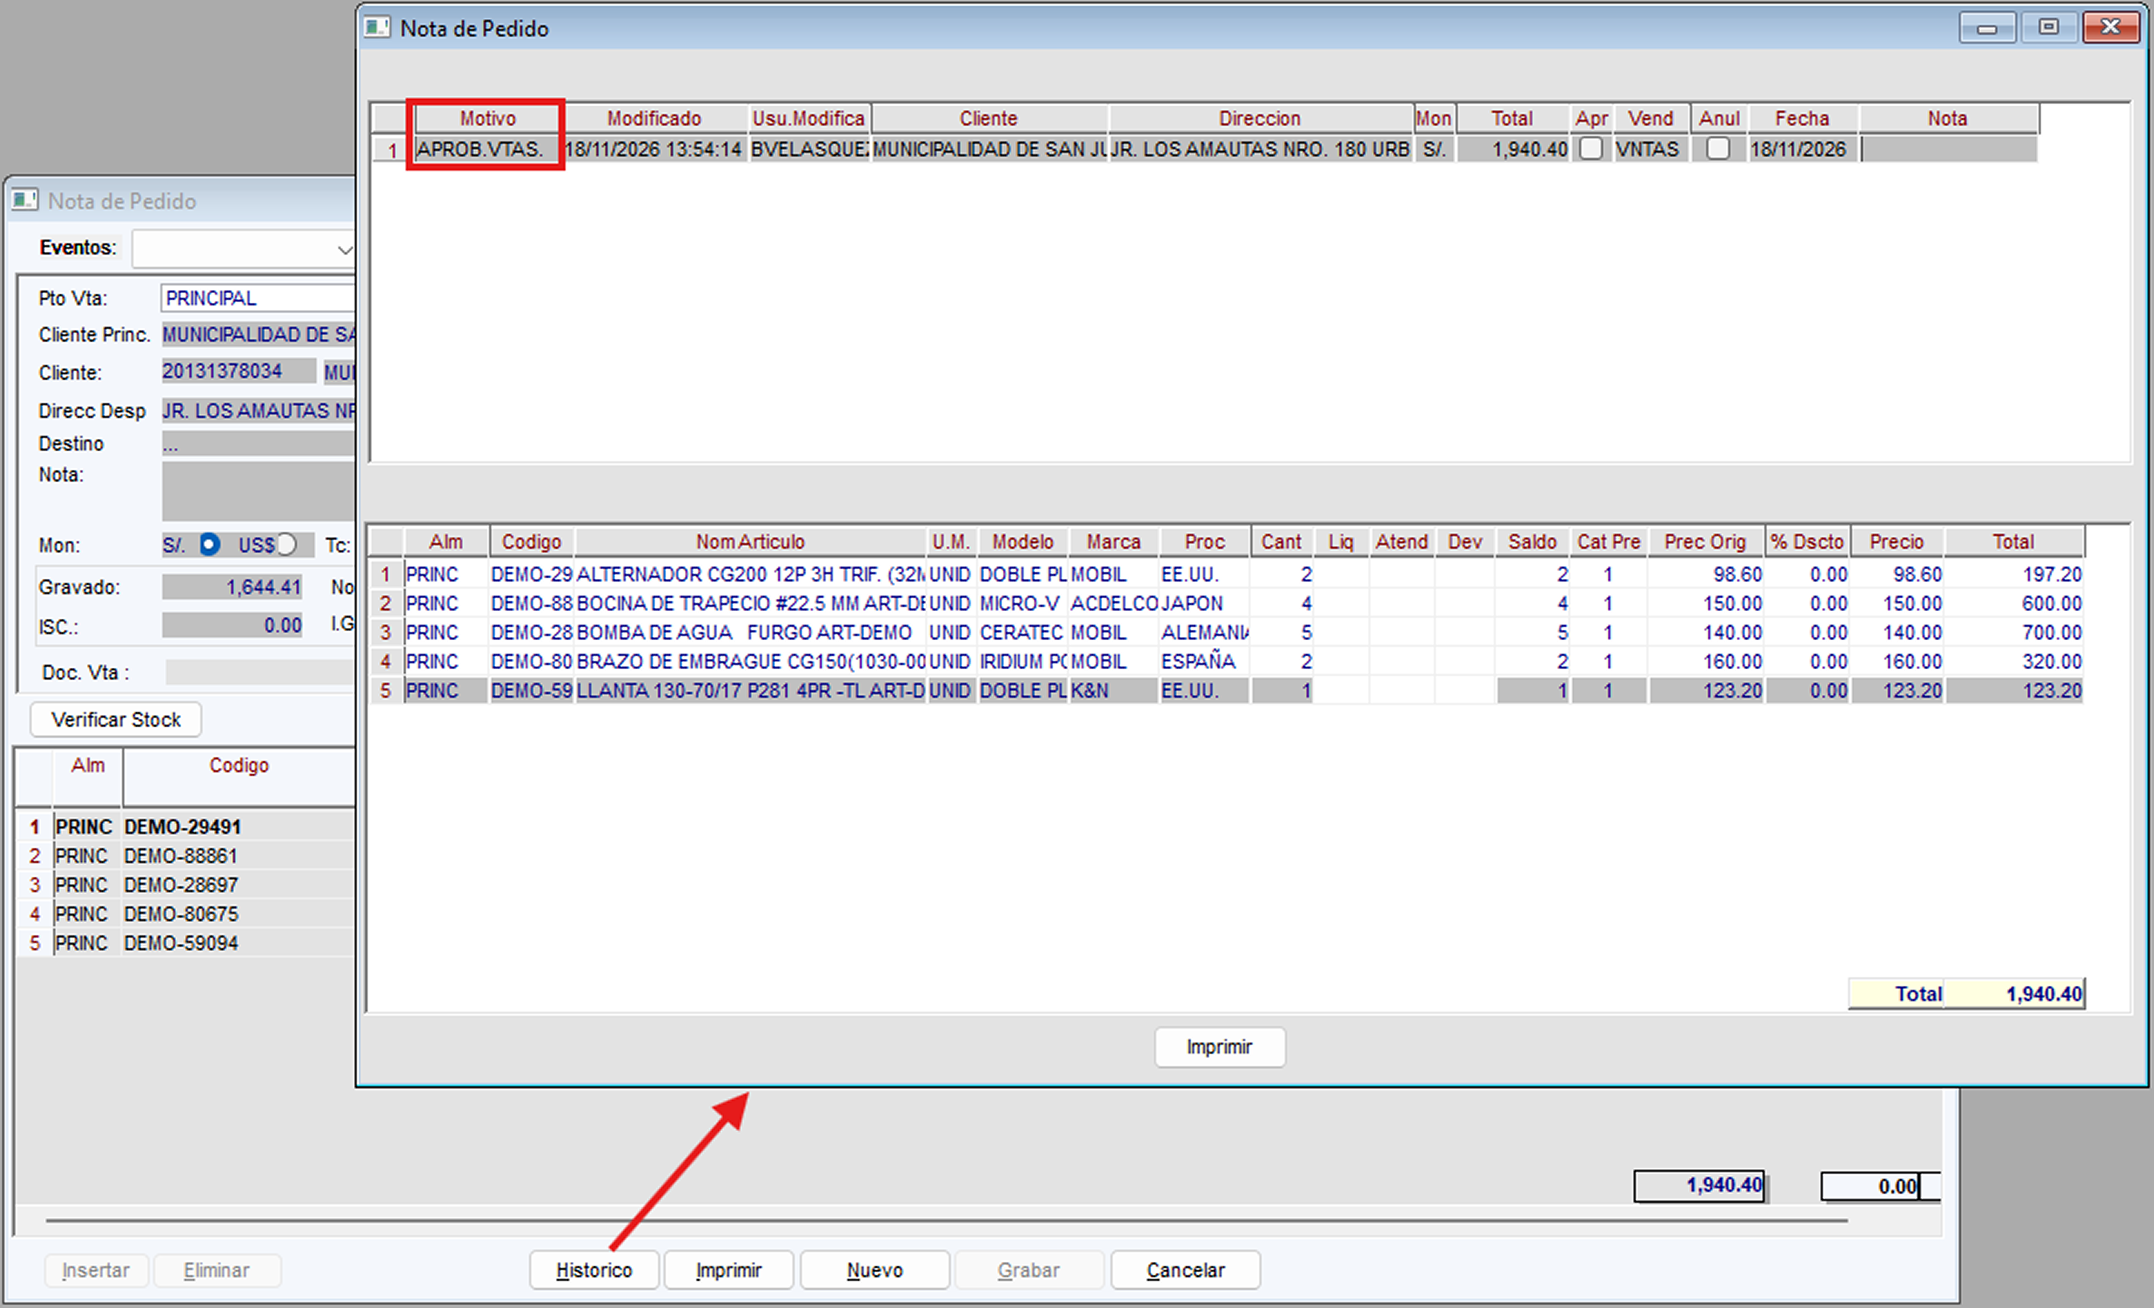 Nota de Pedido
Motivo Modificado Usu.Modifica Cliente Direccion Mon Total Apr Vend Anul Fecha Nota
1 APROB.VTAS. 18/11/2026 13:54:14 BVELASQUEZ MUNICIPALIDAD DE SAN JU JR. LOS AMAUTAS NRO. 180 URB S/. 1,940.40 VNTAS 18/11/2026
Alm Codigo Nom Articulo U.M. Modelo Marca Proc Cant Liq Atend Dev Saldo Cat Pre Prec Orig % Dscto Precio Total
1 PRINC DEMO-29 ALTERNADOR CG200 12P 3H TRIF. (32M UNID DOBLE PL MOBIL EE.UU. 2 2 1 98.60 0.00 98.60 197.20
2 PRINC DEMO-88 BOCINA DE TRAPECIO #22.5 MM ART-DE UNID MICRO-V ACDELCO JAPON 4 4 1 150.00 0.00 150.00 600.00
3 PRINC DEMO-28 BOMBA DE AGUA FURGO ART-DEMO UNID CERATEC MOBIL ALEMANIA 5 5 1 140.00 0.00 140.00 700.00
4 PRINC DEMO-80 BRAZO DE EMBRAGUE CG150(1030-00 UNID IRIDIUM PO MOBIL ESPAÑA 2 2 1 160.00 0.00 160.00 320.00
5 PRINC DEMO-59 LLANTA 130-70/17 P281 4PR -TL ART-D UNID DOBLE PL K&N EE.UU. 1 1 1 123.20 0.00 123.20 123.20
Total 1,940.40
Imprimir
Nota de Pedido
Eventos:
Pto Vta: PRINCIPAL
Cliente Princ. MUNICIPALIDAD DE SA
Cliente: 20131378034 MUN
Direcc Desp JR. LOS AMAUTAS NR
Destino ...
Nota:
Mon: S/. US$ Tc:
Gravado: 1,644.41 No
ISC.: 0.00 I.G
Doc. Vta :
Verificar Stock
Alm Codigo
1 PRINC DEMO-29491
2 PRINC DEMO-88861
3 PRINC DEMO-28697
4 PRINC DEMO-80675
5 PRINC DEMO-59094
1,940.40 0.00
Insertar Eliminar Historico Imprimir Nuevo Grabar Cancelar